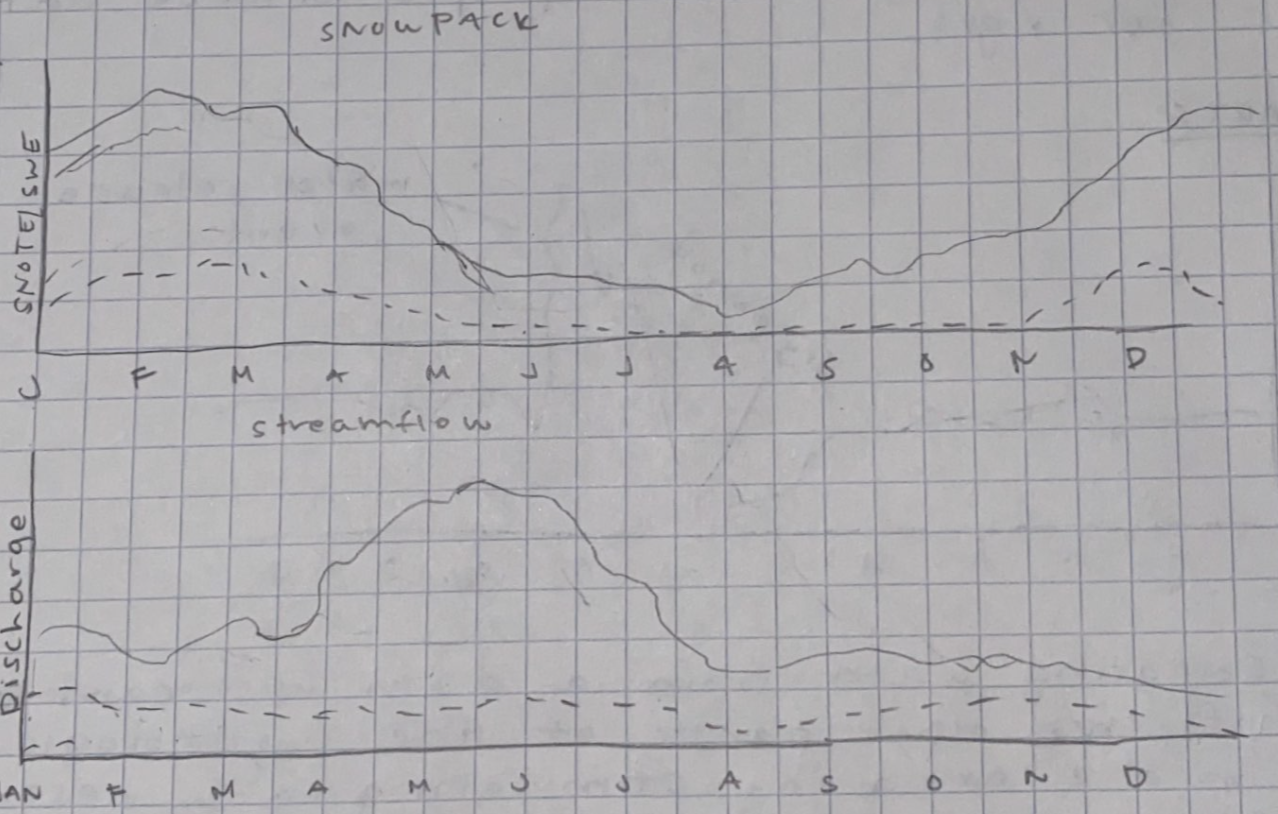 SNOWPACK
SNOTEL/SWE
J F M A M J J A S O N D
streamflow
Discharge
AN F M A M J J A S O N D